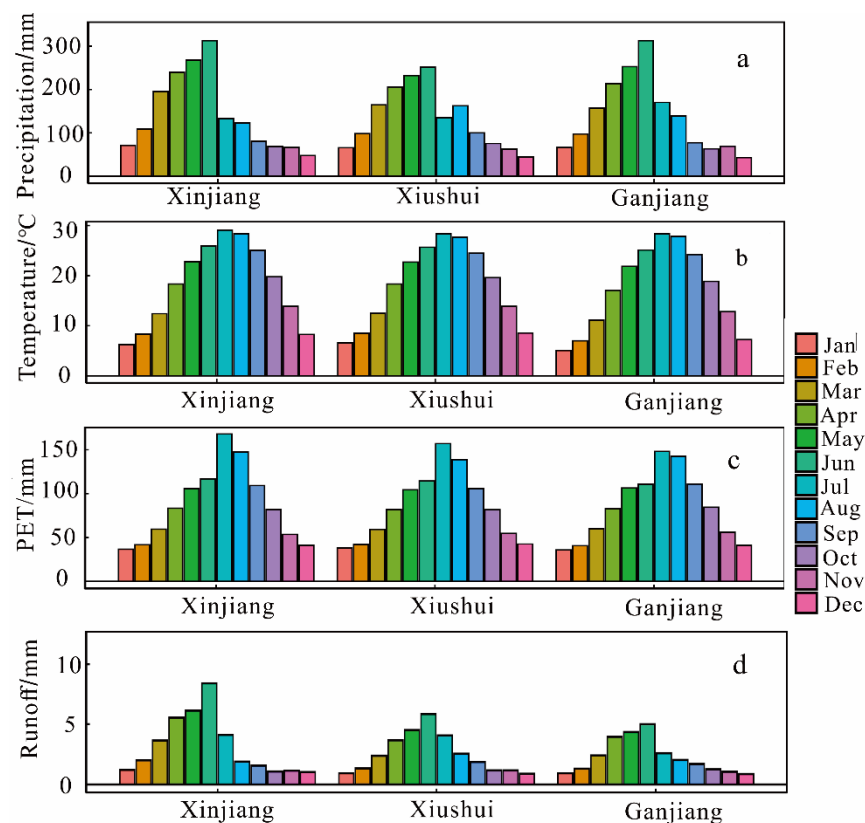 Precipitation/mm
300
200
100
0
a
Xinjiang Xiushui Ganjiang
Temperature/°C
30
20
10
0
b
Xinjiang Xiushui Ganjiang
PET/mm
150
100
50
0
c
Xinjiang Xiushui Ganjiang
Runoff/mm
10
5
0
d
Xinjiang Xiushui Ganjiang
Jan
Feb
Mar
Apr
May
Jun
Jul
Aug
Sep
Oct
Nov
Dec